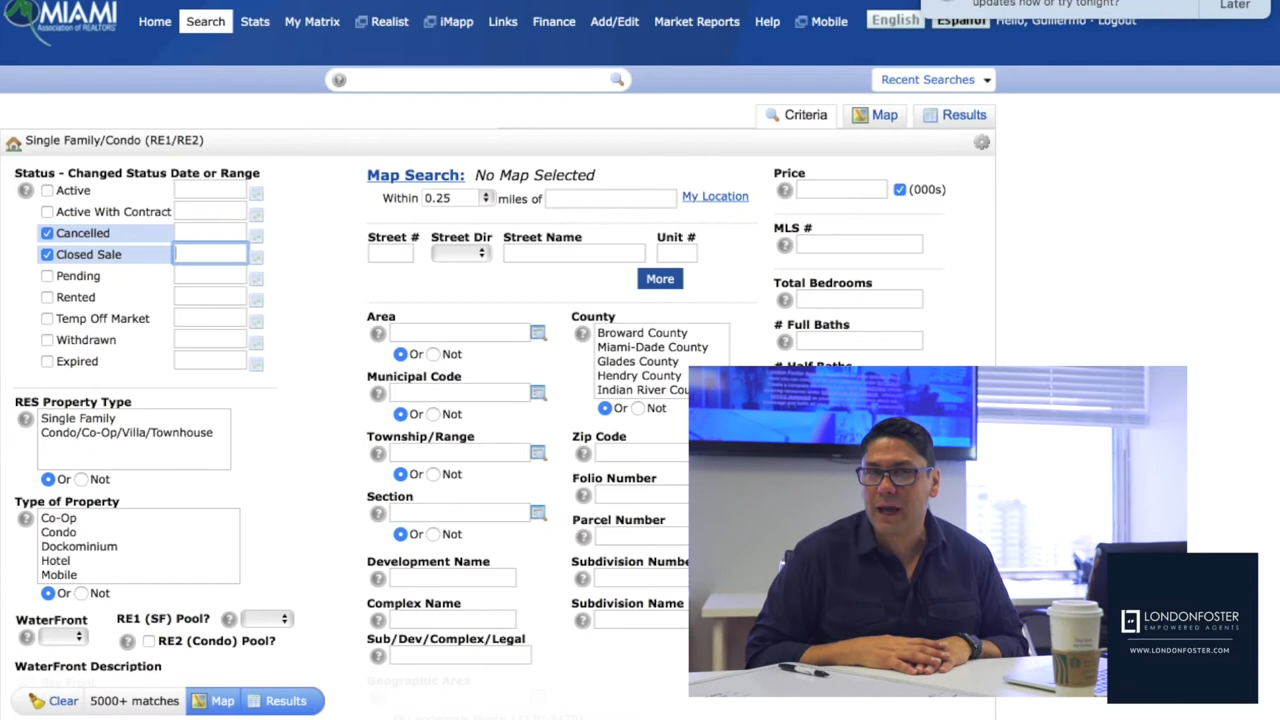 MIAMI
Association of REALTORS®
Home Search Stats My Matrix Realist iMapp Links Finance Add/Edit Market Reports Help Mobile English Español Hello, Guillermo · Logout
updates now or try tonight?
Later
Recent Searches
Criteria Map Results
Single Family/Condo (RE1/RE2)
Status - Changed Status Date or Range
Active
Active With Contract
Cancelled
Closed Sale
Pending
Rented
Temp Off Market
Withdrawn
Expired
RES Property Type
Single Family
Condo/Co-Op/Villa/Townhouse
Or Not
Type of Property
Co-Op
Condo
Dockominium
Hotel
Mobile
Or Not
WaterFront
RE1 (SF) Pool?
RE2 (Condo) Pool?
WaterFront Description
Clear 5000+ matches Map Results
Map Search: No Map Selected
Within 0.25 miles of My Location
Street # Street Dir Street Name Unit #
More
Area
Or Not
Municipal Code
Or Not
Township/Range
Or Not
Section
Or Not
Development Name
Complex Name
Sub/Dev/Complex/Legal
Geographic Area
County
Broward County
Miami-Dade County
Glades County
Hendry County
Indian River Cou
Or Not
Zip Code
Folio Number
Parcel Number
Subdivision Numbe
Subdivision Name
Price
(000s)
MLS #
Total Bedrooms
# Full Baths
# Half Baths
LONDONFOSTER
EMPOWERED AGENTS
WWW.LONDONFOSTER.COM